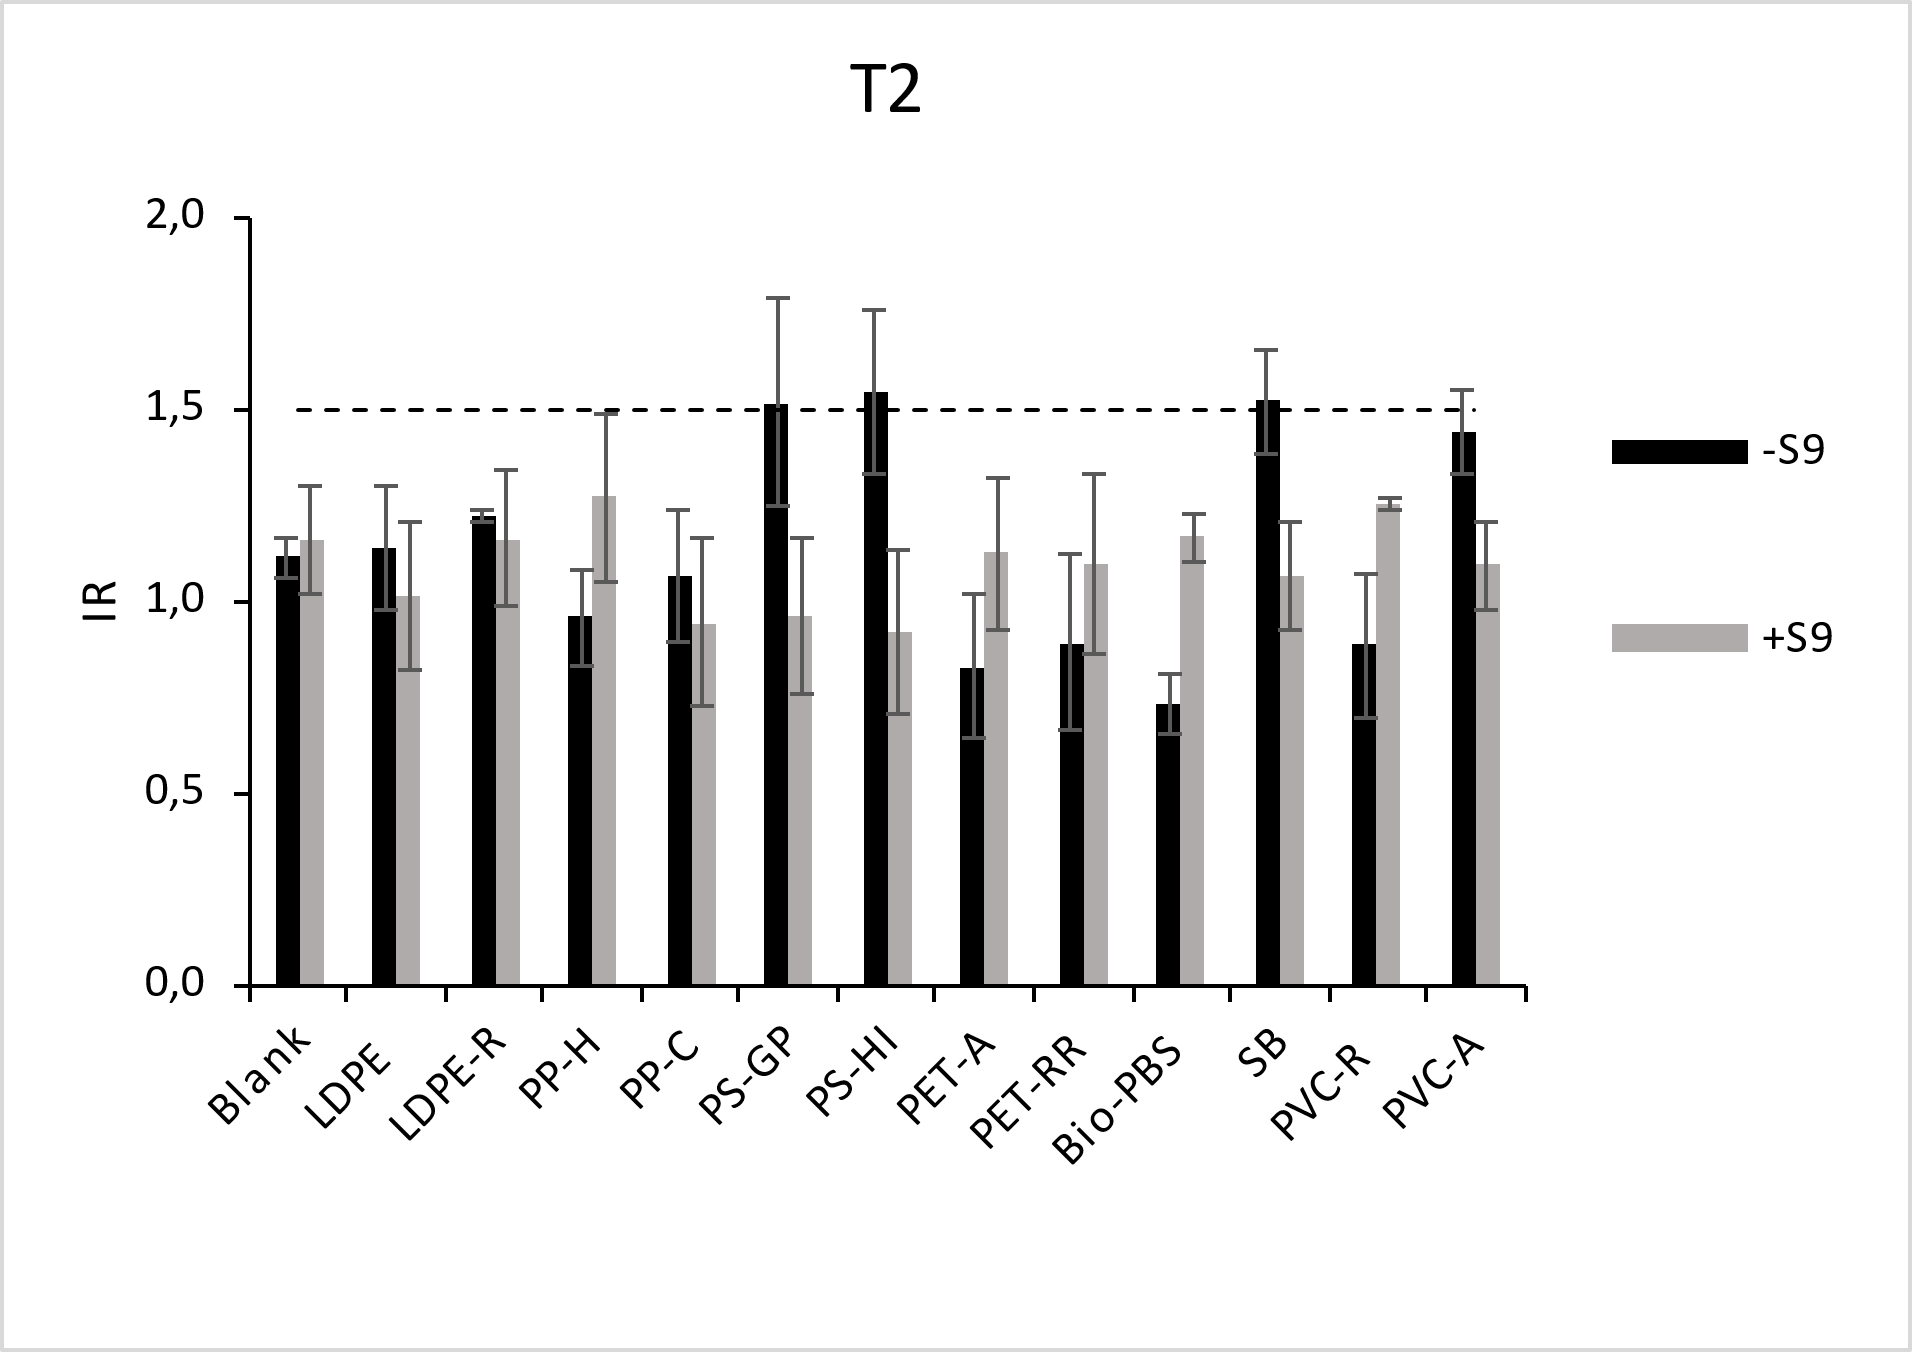 T2
2,0
1,5
1,0
0,5
0,0
IR
Blank
LDPE
LDPE-R
PP-H
PP-C
PS-GP
PS-HI
PET-A
PET-RR
Bio-PBS
SB
PVC-R
PVC-A
-S9
+S9